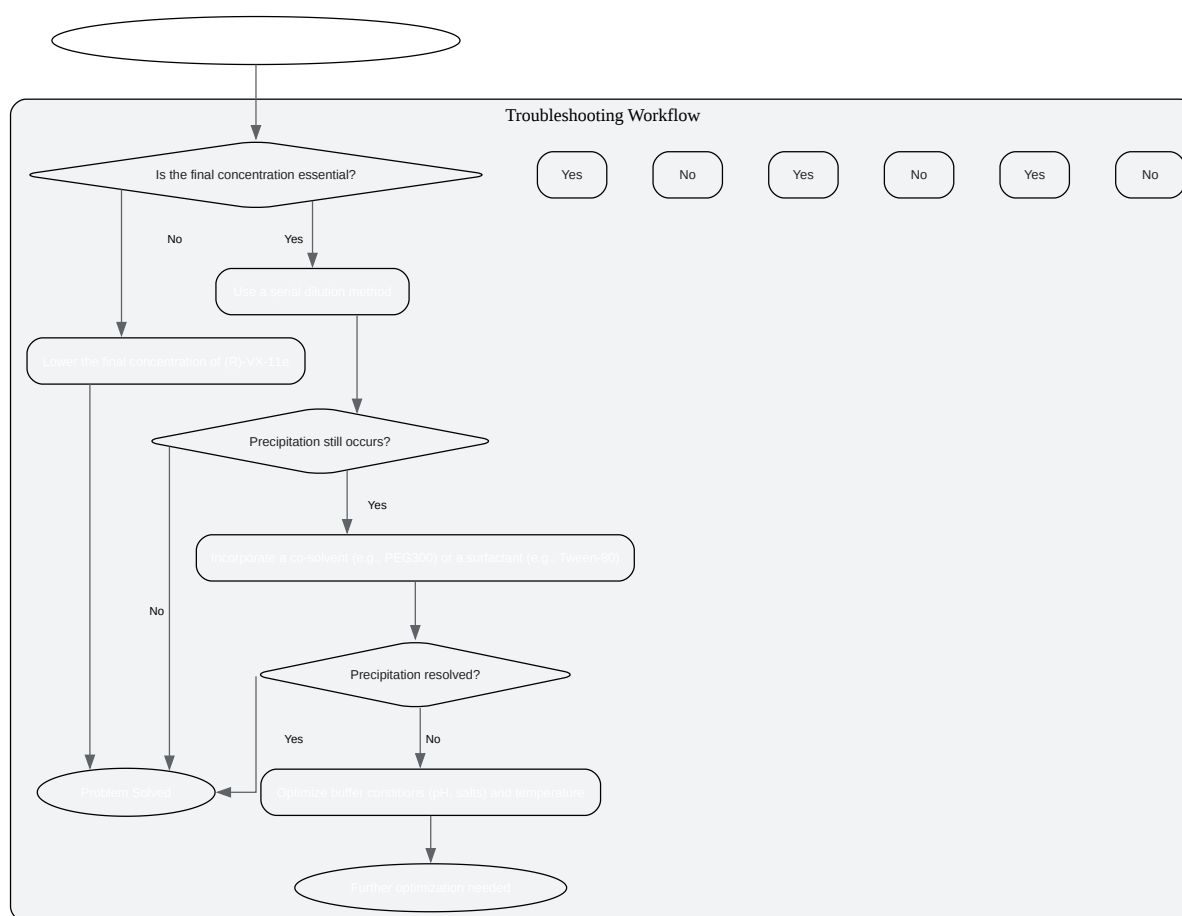 Troubleshooting Workflow
Is the final concentration essential?
Yes
No
Yes
No
Yes
No
No
Yes
Use a serial dilution method
Lower the final concentration of (R)-VX-11e
Precipitation still occurs?
Yes
Incorporate a co-solvent (e.g., PEG300) or a surfactant (e.g., Tween-80)
No
Precipitation resolved?
Yes
No
Problem Solved
Optimize buffer conditions (pH, salts) and temperature
Further optimization needed